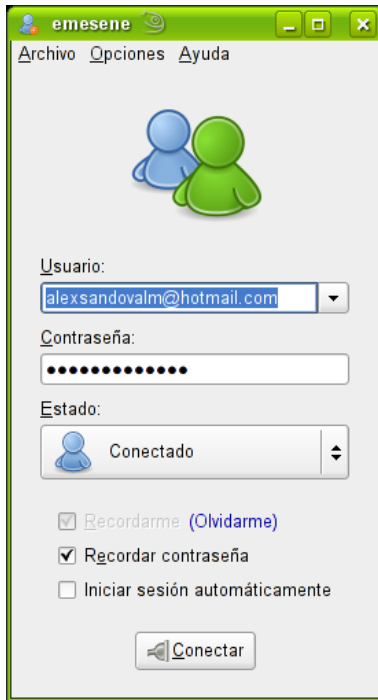 emesene
Archivo Opciones Ayuda
Usuario:
alexsandovalm@hotmail.com
Contraseña:
●●●●●●●●●●●●●
Estado:
Conectado
Recordarme (Olvidarme)
Recordar contraseña
Iniciar sesión automáticamente
Conectar